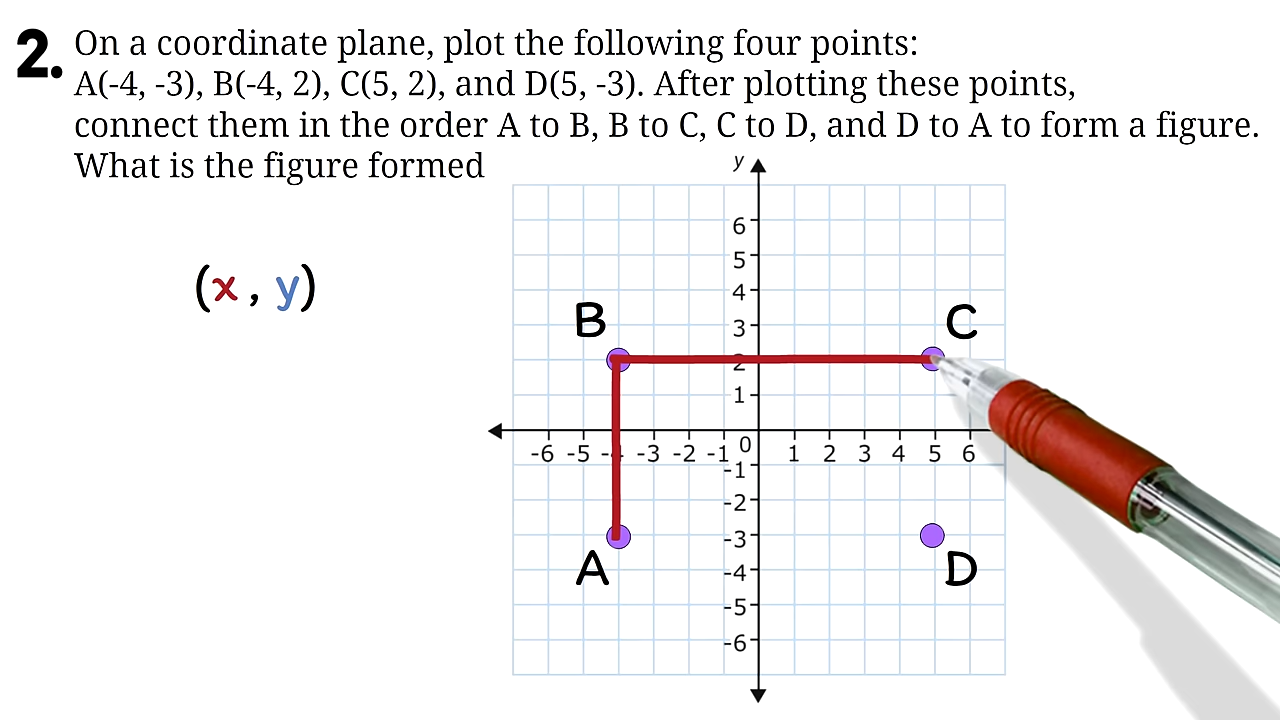 2. On a coordinate plane, plot the following four points:
A(-4, -3), B(-4, 2), C(5, 2), and D(5, -3). After plotting these points,
connect them in the order A to B, B to C, C to D, and D to A to form a figure.
What is the figure formed
y
(x , y)
6
5
4
B 3 C
2
1
-6 -5 -4 -3 -2 -1 0 1 2 3 4 5 6
-1
-2
-3
A -4 D
-5
-6